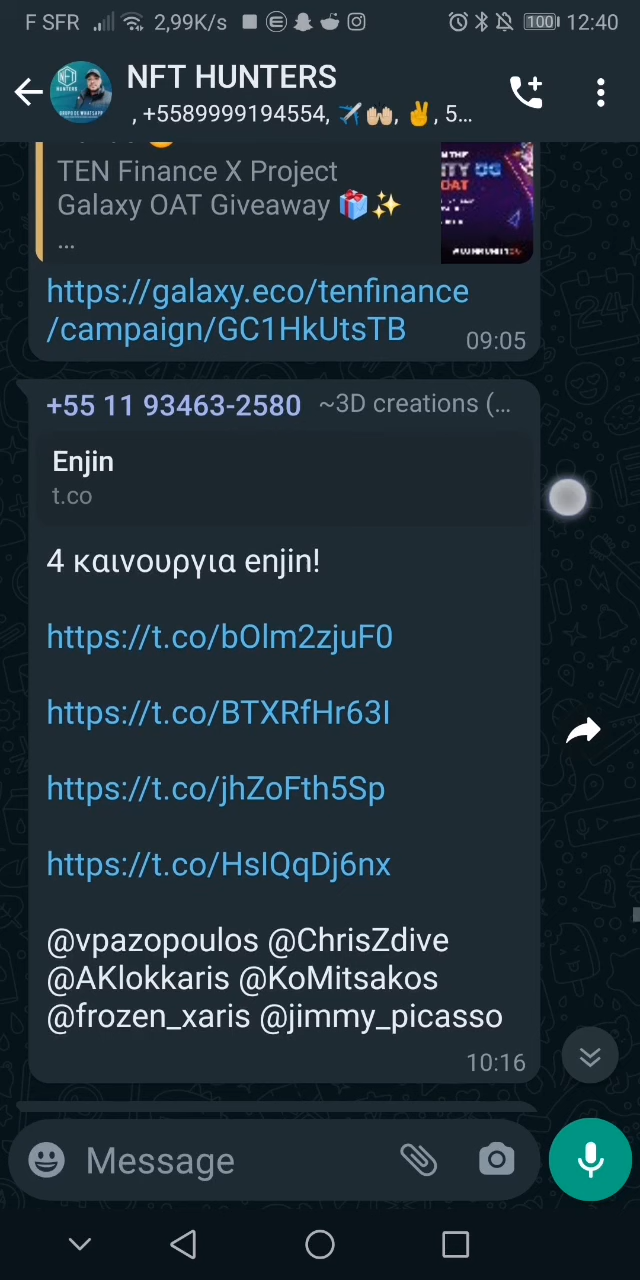 F SFR 2,99K/s 100 12:40
NFT HUNTERS
, +5589999194554, ✈️🙌🏼, ✌️, 5...
TEN Finance X Project
Galaxy OAT Giveaway 🎁✨
...
OAT
https://galaxy.eco/tenfinance
/campaign/GC1HkUtsTB
09:05
+55 11 93463-2580 ~3D creations (...
Enjin
t.co
4 καινουργια enjin!
https://t.co/bOlm2zjuF0
https://t.co/BTXRfHr63I
https://t.co/jhZoFth5Sp
https://t.co/HsIQqDj6nx
@vpazopoulos @ChrisZdive
@AKlokkaris @KoMitsakos
@frozen_xaris @jimmy_picasso
10:16
Message